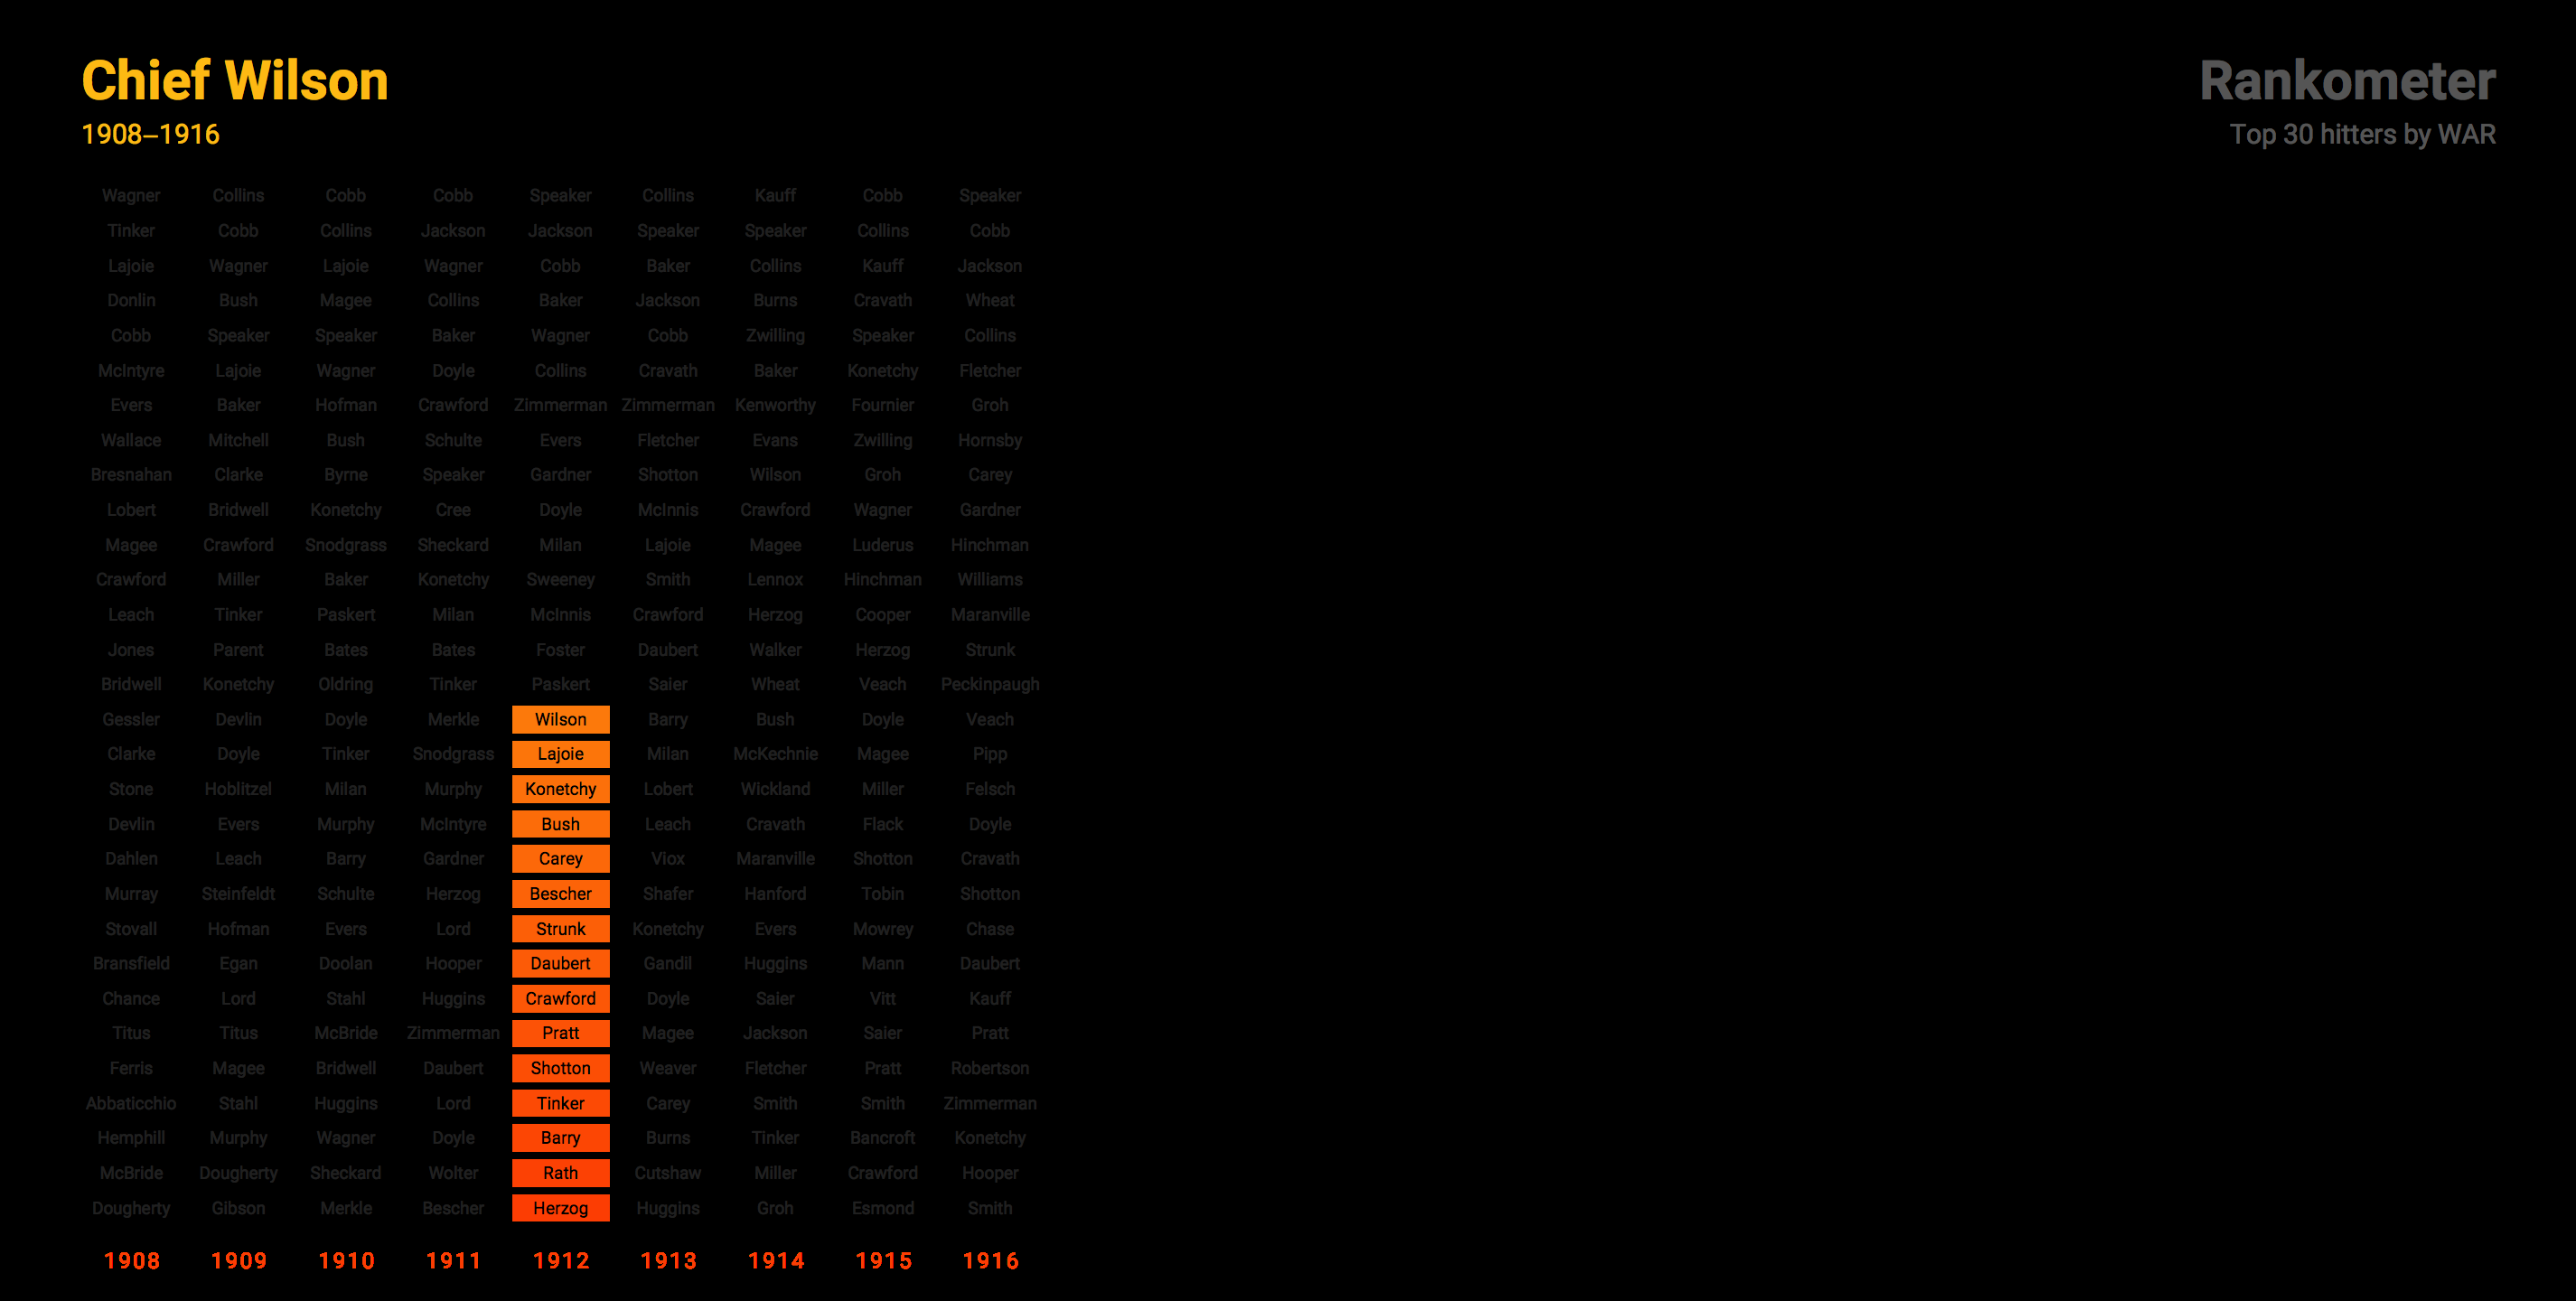 Chief Wilson
1908–1916
Rankometer
Top 30 hitters by WAR
Wagner Collins Cobb Cobb Speaker Collins Kauff Cobb Speaker
Tinker Cobb Collins Jackson Jackson Speaker Speaker Collins Cobb
Lajoie Wagner Lajoie Wagner Cobb Baker Collins Kauff Jackson
Donlin Bush Magee Collins Baker Jackson Burns Cravath Wheat
Cobb Speaker Speaker Baker Wagner Cobb Zwilling Speaker Collins
McIntyre Lajoie Wagner Doyle Collins Cravath Baker Konetchy Fletcher
Evers Baker Hofman Crawford Zimmerman Zimmerman Kenworthy Fournier Groh
Wallace Mitchell Bush Schulte Evers Fletcher Evans Zwilling Hornsby
Bresnahan Clarke Byrne Speaker Gardner Shotton Wilson Groh Carey
Lobert Bridwell Konetchy Cree Doyle McInnis Crawford Wagner Gardner
Magee Crawford Snodgrass Sheckard Milan Lajoie Magee Luderus Hinchman
Crawford Miller Baker Konetchy Sweeney Smith Lennox Hinchman Williams
Leach Tinker Paskert Milan McInnis Crawford Herzog Cooper Maranville
Jones Parent Bates Bates Foster Daubert Walker Herzog Strunk
Bridwell Konetchy Oldring Tinker Paskert Saier Wheat Veach Peckinpaugh
Gessler Devlin Doyle Merkle Wilson Barry Bush Doyle Veach
Clarke Doyle Tinker Snodgrass Lajoie Milan McKechnie Magee Pipp
Stone Hoblitzel Milan Murphy Konetchy Lobert Wickland Miller Felsch
Devlin Evers Murphy McIntyre Bush Leach Cravath Flack Doyle
Dahlen Leach Barry Gardner Carey Viox Maranville Shotton Cravath
Murray Steinfeldt Schulte Herzog Bescher Shafer Hanford Tobin Shotton
Stovall Hofman Evers Lord Strunk Konetchy Evers Mowrey Chase
Bransfield Egan Doolan Hooper Daubert Gandil Huggins Mann Daubert
Chance Lord Stahl Huggins Crawford Doyle Saier Vitt Kauff
Titus Titus McBride Zimmerman Pratt Magee Jackson Saier Pratt
Ferris Magee Bridwell Daubert Shotton Weaver Fletcher Pratt Robertson
Abbaticchio Stahl Huggins Lord Tinker Carey Smith Smith Zimmerman
Hemphill Murphy Wagner Doyle Barry Burns Tinker Bancroft Konetchy
McBride Dougherty Sheckard Wolter Rath Cutshaw Miller Crawford Hooper
Dougherty Gibson Merkle Bescher Herzog Huggins Groh Esmond Smith
1908 1909 1910 1911 1912 1913 1914 1915 1916